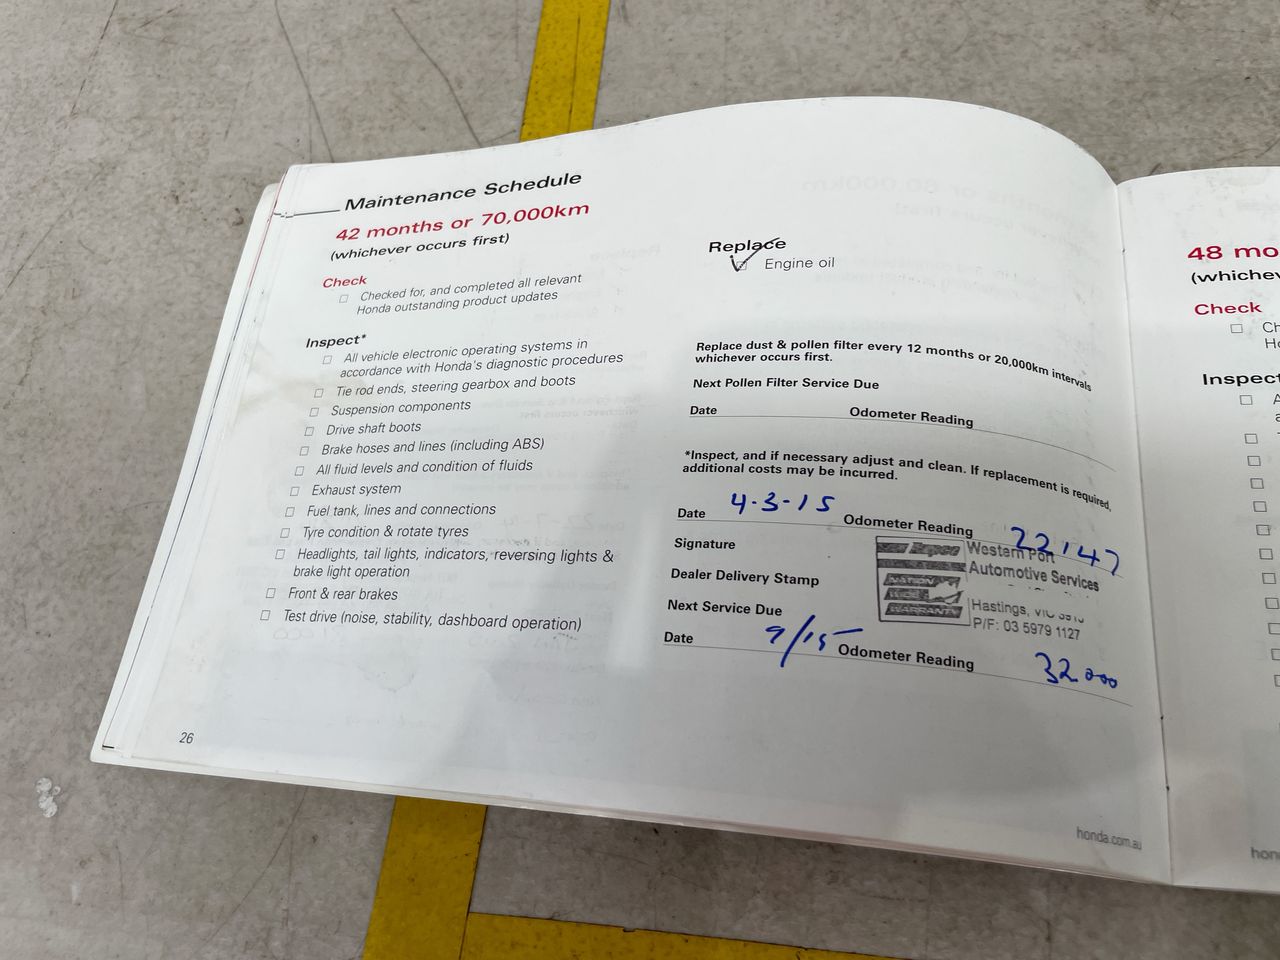 Maintenance Schedule
42 months or 70,000km
(whichever occurs first)
Check
Checked for, and completed all relevant
Honda outstanding product updates
Inspect*
All vehicle electronic operating systems in
accordance with Honda's diagnostic procedures
Tie rod ends, steering gearbox and boots
Suspension components
Drive shaft boots
Brake hoses and lines (including ABS)
All fluid levels and condition of fluids
Exhaust system
Fuel tank, lines and connections
Tyre condition & rotate tyres
Headlights, tail lights, indicators, reversing lights &
brake light operation
Front & rear brakes
Test drive (noise, stability, dashboard operation)
26
Replace
Engine oil
Replace dust & pollen filter every 12 months or 20,000km intervals
whichever occurs first.
Next Pollen Filter Service Due
Date Odometer Reading
*Inspect, and if necessary adjust and clean. If replacement is required,
additional costs may be incurred.
Date 4-3-15 Odometer Reading 22147
Signature
Dealer Delivery Stamp
Western Port
Automotive Services
NATION
WIDE
WARRANTY
Hastings, VIC
P/F: 03 5979 1127
Next Service Due
Date 9/15 Odometer Reading 32000
honda.com.au
48 mo
(whichev
Check
Ch
Ho
Inspect